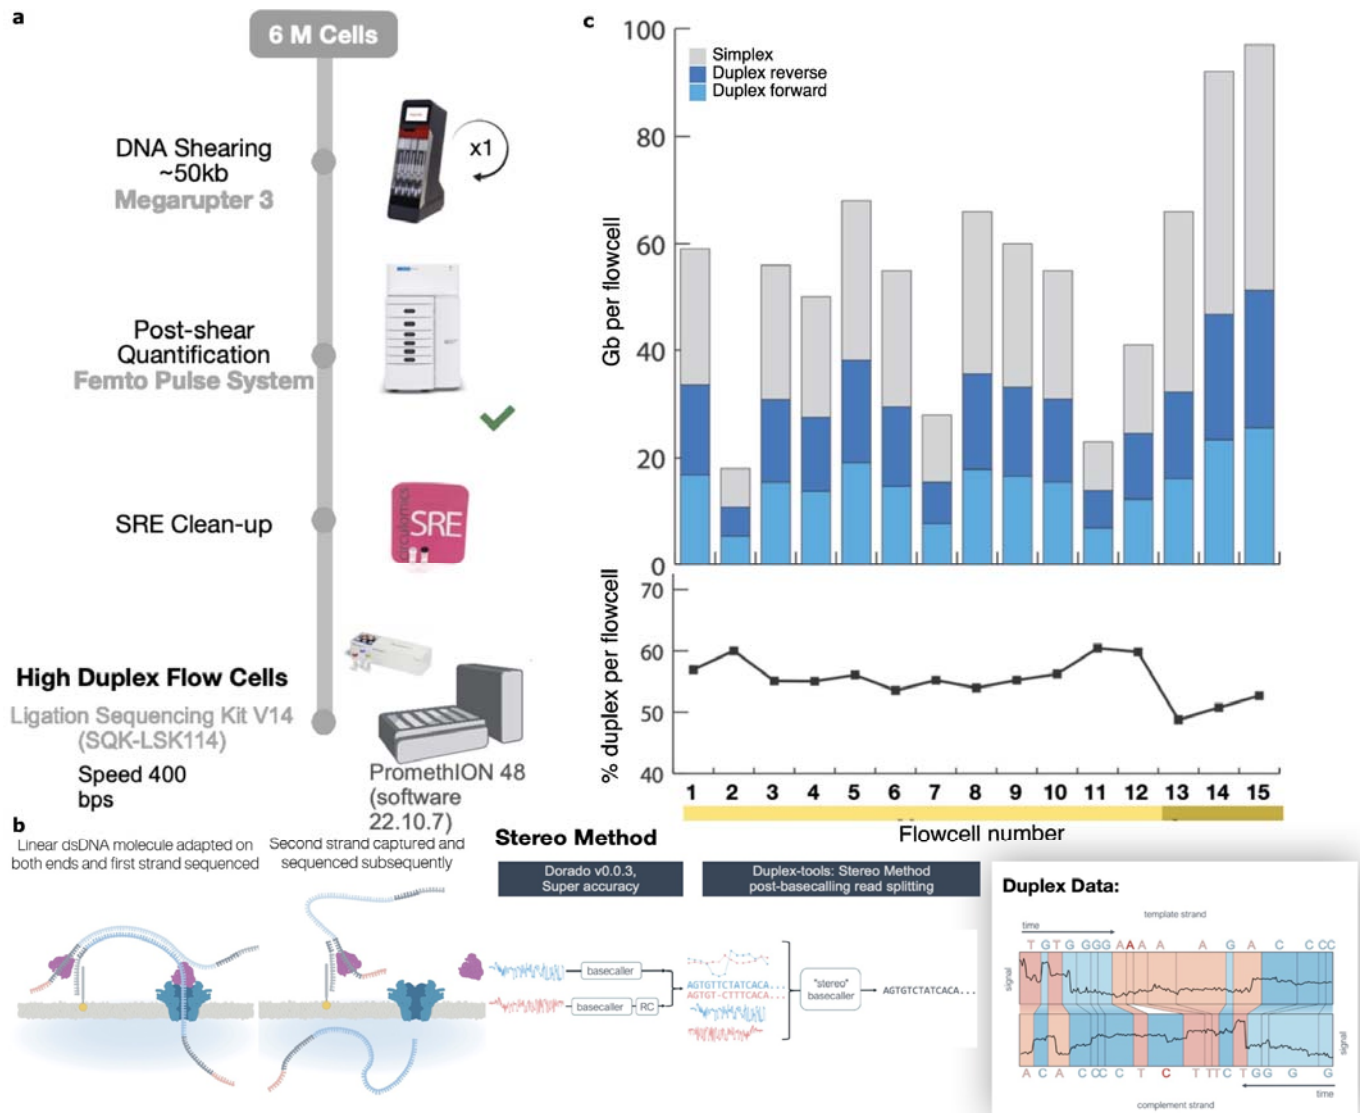 a
6 M Cells
DNA Shearing
~50kb
Megarupter 3
x1
Post-shear
Quantification
Femto Pulse System
SRE Clean-up
circulomics
SRE
High Duplex Flow Cells
Ligation Sequencing Kit V14
(SQK-LSK114)
Speed 400
bps
PromethION 48
(software
22.10.7)
c
Simplex
Duplex reverse
Duplex forward
Gb per flowcell
100
80
60
40
20
0
% duplex per flowcell
70
60
50
40
1 2 3 4 5 6 7 8 9 10 11 12 13 14 15
Flowcell number
b
Linear dsDNA molecule adapted on
both ends and first strand sequenced
Second strand captured and
sequenced subsequently
Stereo Method
Dorado v0.0.3,
Super accuracy
Duplex-tools: Stereo Method
post-basecalling read splitting
basecaller
basecaller
RC
AGTGTTCTATCACA...
AGTGT-CTTTCACA...
"stereo"
basecaller
AGTGTCTATCACA...
Duplex Data:
template strand
time
T G T G G G G A A A A A G A C C C C
signal
signal
A C A C C C C T C T T T C T G G G G
time
complement strand